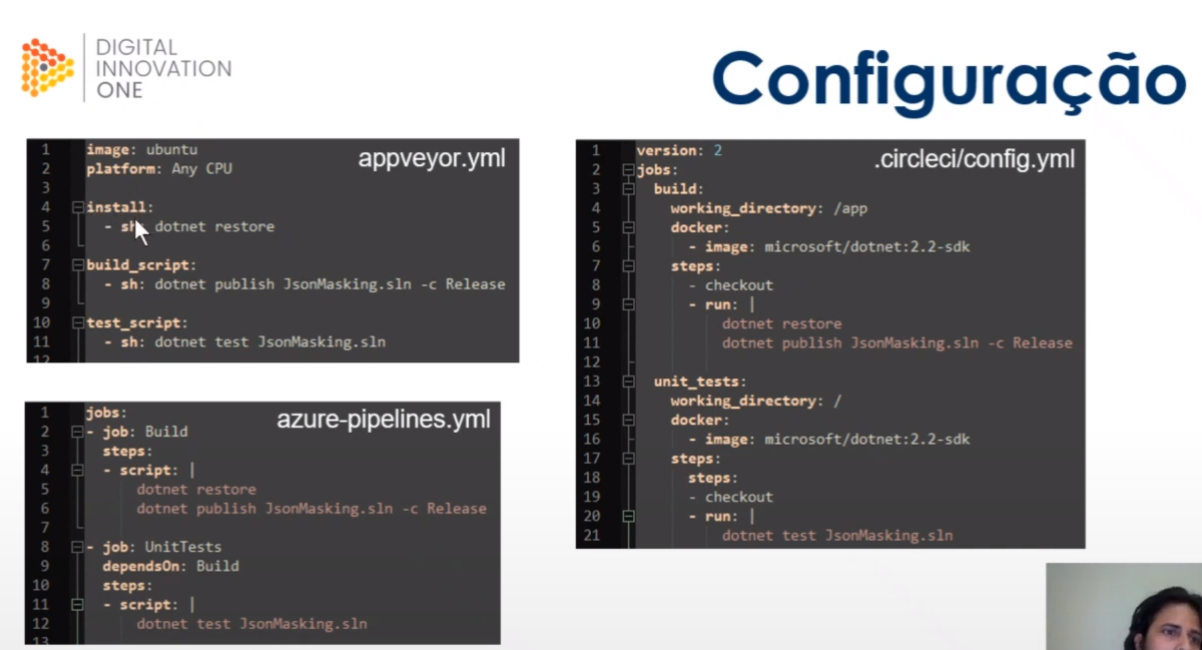 DIGITAL
INNOVATION
ONE
Configuração
appveyor.yml
1 image: ubuntu
2 platform: Any CPU
3
4 install:
5 - sh: dotnet restore
6
7 build_script:
8 - sh: dotnet publish JsonMasking.sln -c Release
9
10 test_script:
11 - sh: dotnet test JsonMasking.sln
12
azure-pipelines.yml
1 jobs:
2 - job: Build
3 steps:
4 - script: |
5 dotnet restore
6 dotnet publish JsonMasking.sln -c Release
7
8 - job: UnitTests
9 dependsOn: Build
10 steps:
11 - script: |
12 dotnet test JsonMasking.sln
13
.circleci/config.yml
1 version: 2
2 jobs:
3 build:
4 working_directory: /app
5 docker:
6 - image: microsoft/dotnet:2.2-sdk
7 steps:
8 - checkout
9 - run: |
10 dotnet restore
11 dotnet publish JsonMasking.sln -c Release
12
13 unit_tests:
14 working_directory: /
15 docker:
16 - image: microsoft/dotnet:2.2-sdk
17 steps:
18 steps:
19 - checkout
20 - run: |
21 dotnet test JsonMasking.sln